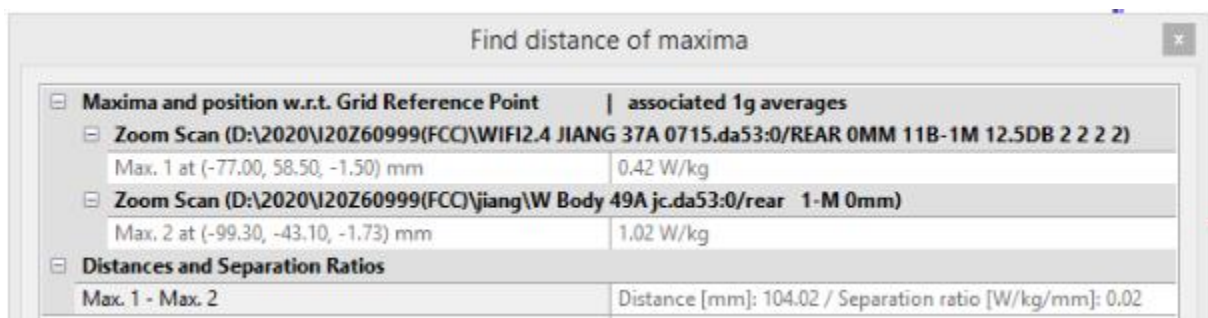 Find distance of maxima
x
Maxima and position w.r.t. Grid Reference Point | associated 1g averages
Zoom Scan (D:\2020\I20Z60999(FCC)\WIFI2.4 JIANG 37A 0715.da53:0/REAR 0MM 11B-1M 12.5DB 2 2 2 2)
Max. 1 at (-77.00, 58.50, -1.50) mm 0.42 W/kg
Zoom Scan (D:\2020\I20Z60999(FCC)\jiang\W Body 49A jc.da53:0/rear 1-M 0mm)
Max. 2 at (-99.30, -43.10, -1.73) mm 1.02 W/kg
Distances and Separation Ratios
Max. 1 - Max. 2 Distance [mm]: 104.02 / Separation ratio [W/kg/mm]: 0.02